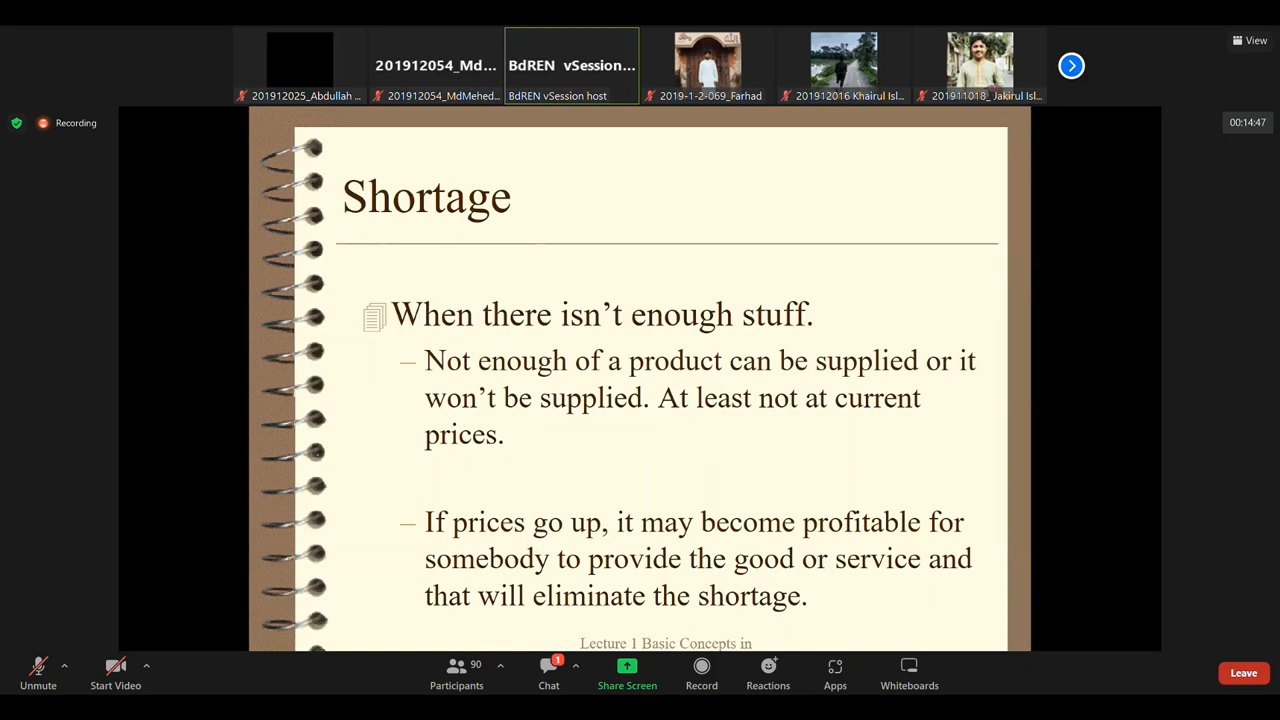 View
201912054_Md...
BdREN vSession...
201912025_Abdullah ...
201912054_MdMehed...
BdREN vSession host
2019-1-2-069_Farhad
201912016 Khairul Isl...
201911018_ Jakirul Isl...
Recording
00:14:47
Shortage
When there isn’t enough stuff.
– Not enough of a product can be supplied or it
won’t be supplied. At least not at current
prices.
– If prices go up, it may become profitable for
somebody to provide the good or service and
that will eliminate the shortage.
Lecture 1 Basic Concepts in
Unmute
Start Video
90
Participants
1
Chat
Share Screen
Record
Reactions
Apps
Whiteboards
Leave